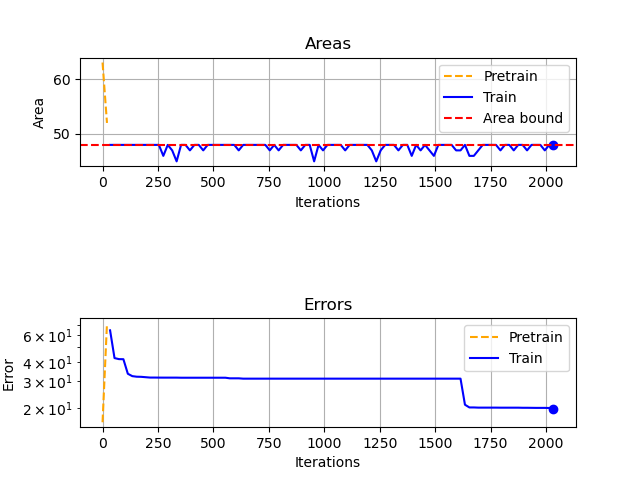 Areas
Area
60
50
Pretrain
Train
Area bound
0 250 500 750 1000 1250 1500 1750 2000
Iterations
Errors
Error
6 × 10¹
4 × 10¹
3 × 10¹
2 × 10¹
Pretrain
Train
0 250 500 750 1000 1250 1500 1750 2000
Iterations